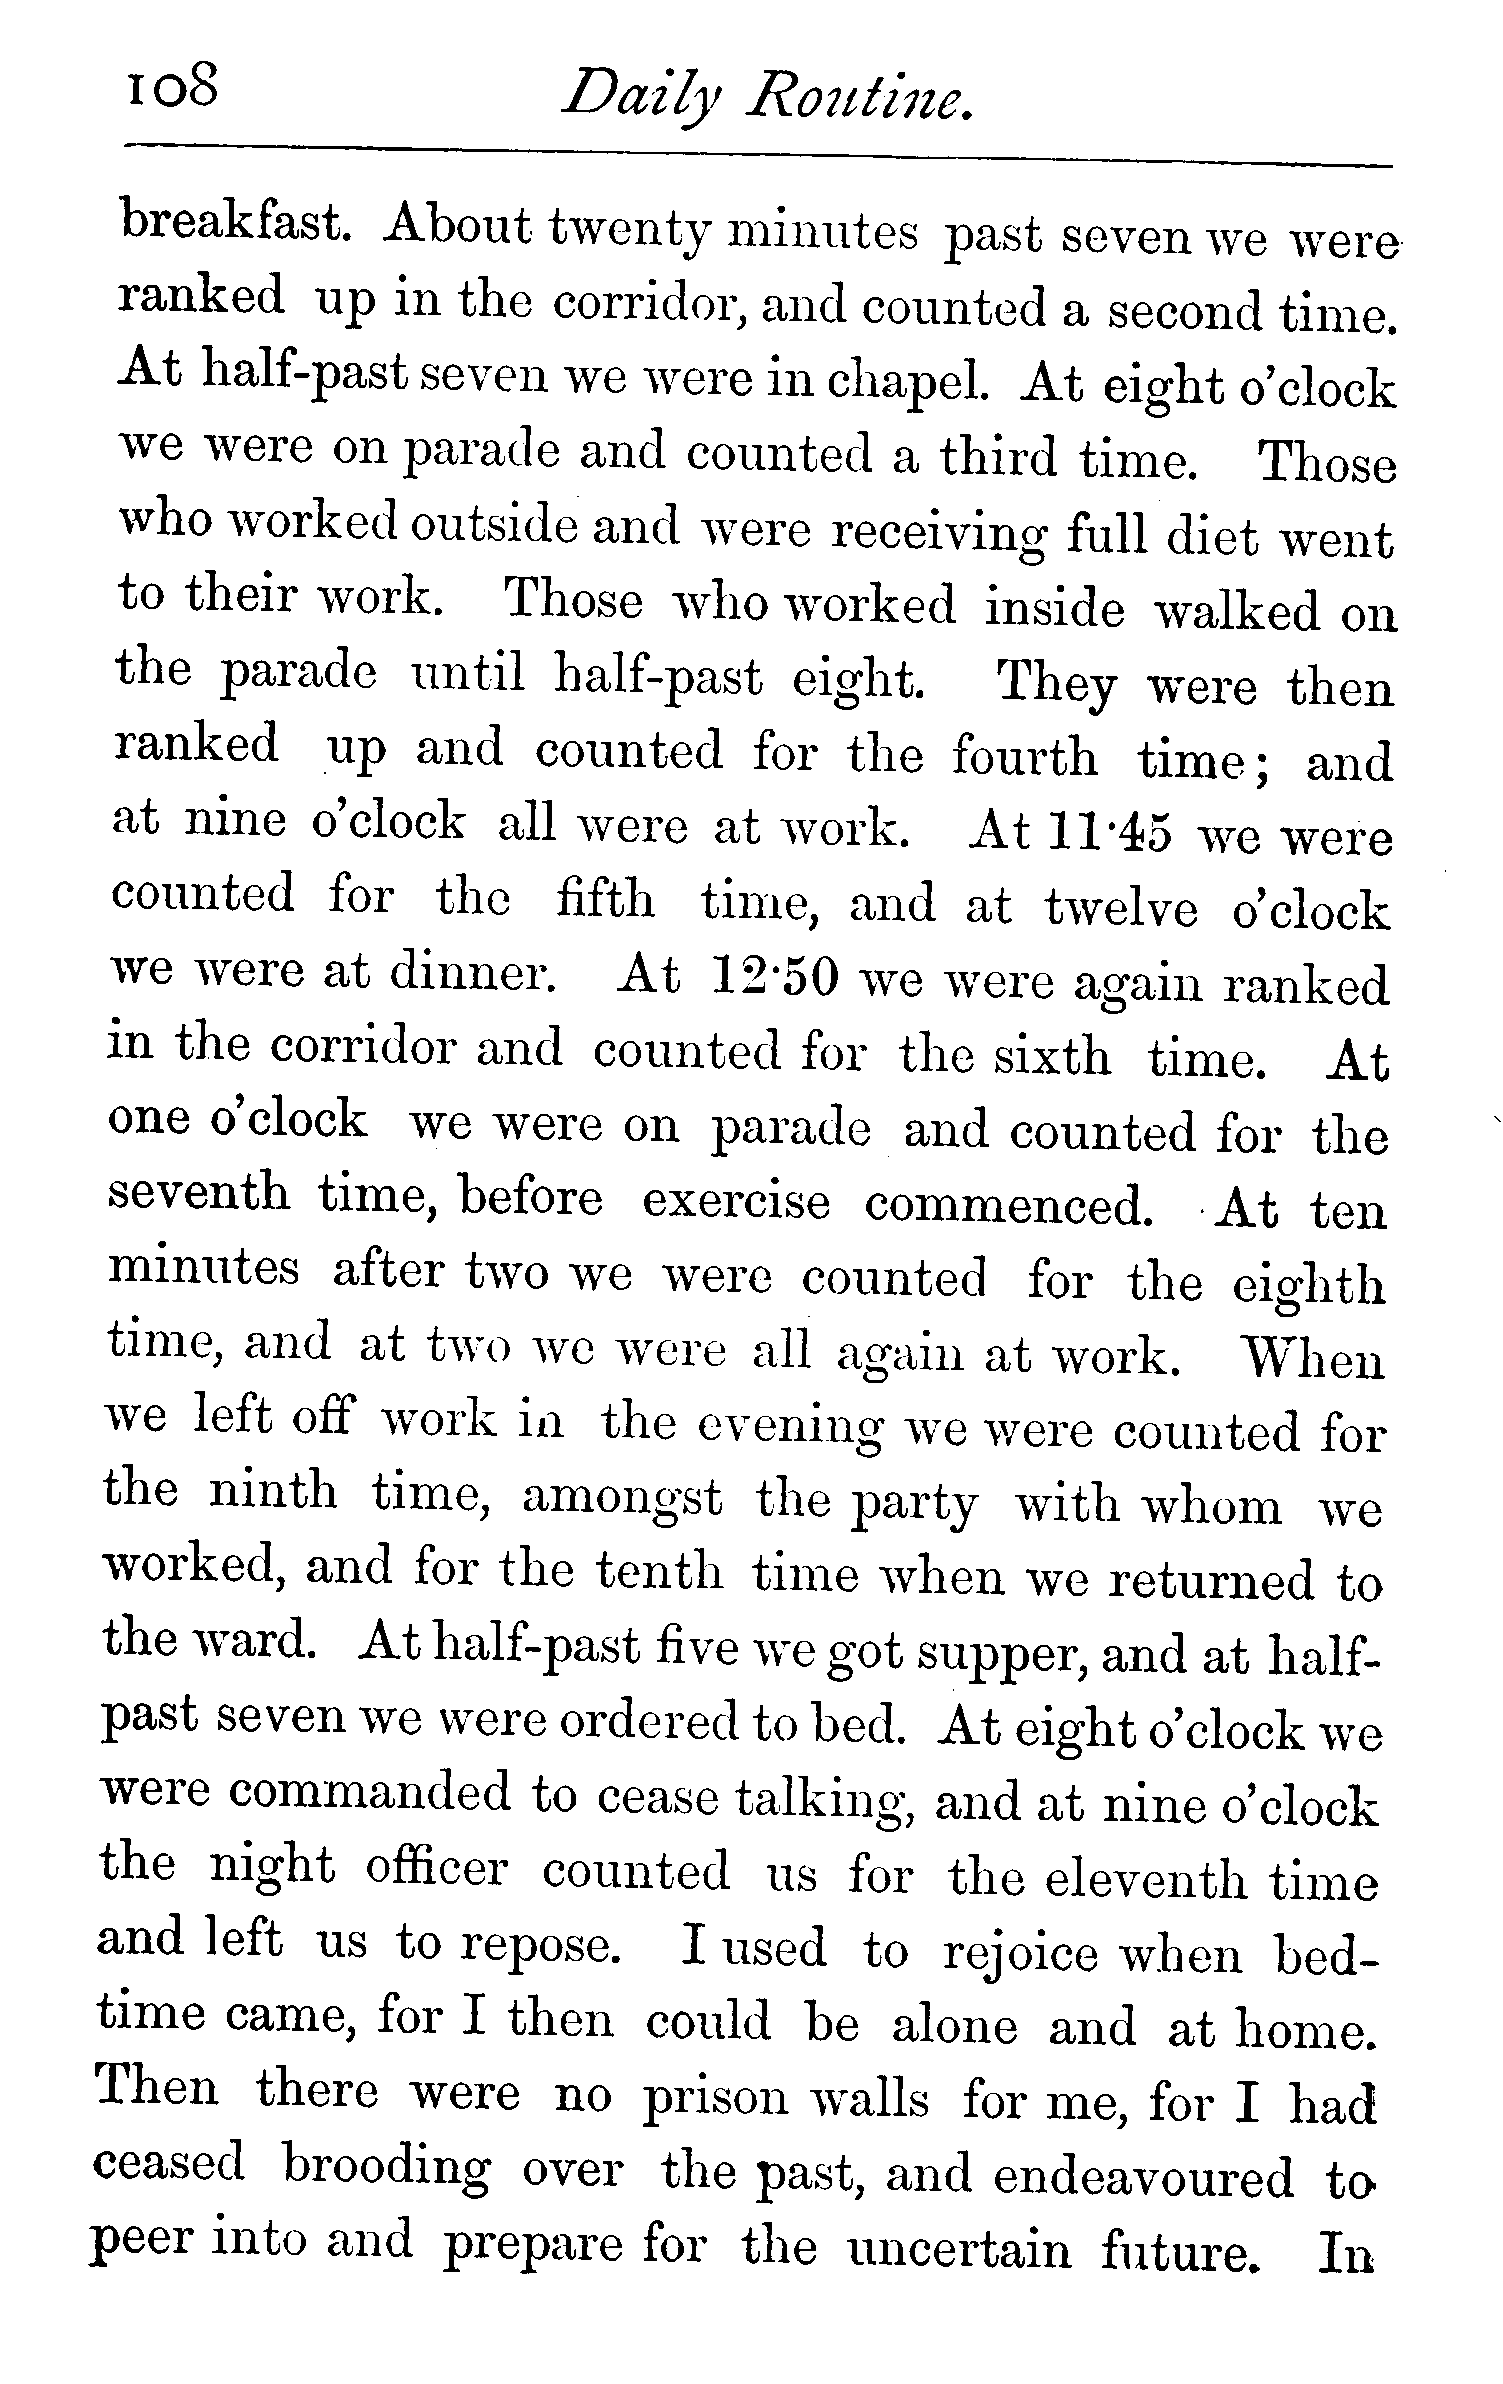 108 Daily Routine.
breakfast. About twenty minutes past seven we were
ranked up in the corridor, and counted a second time.
At half-past seven we were in chapel. At eight o'clock
we were on parade and counted a third time. Those
who worked outside and were receiving full diet went
to their work. Those who worked inside walked on
the parade until half-past eight. They were then
ranked up and counted for the fourth time; and
at nine o'clock all were at work. At 11·45 we were
counted for the fifth time, and at twelve o'clock
we were at dinner. At 12·50 we were again ranked
in the corridor and counted for the sixth time. At
one o'clock we were on parade and counted for the
seventh time, before exercise commenced. At ten
minutes after two we were counted for the eighth
time, and at two we were all again at work. When
we left off work in the evening we were counted for
the ninth time, amongst the party with whom we
worked, and for the tenth time when we returned to
the ward. At half-past five we got supper, and at half-
past seven we were ordered to bed. At eight o'clock we
were commanded to cease talking, and at nine o'clock
the night officer counted us for the eleventh time
and left us to repose. I used to rejoice when bed-
time came, for I then could be alone and at home.
Then there were no prison walls for me, for I had
ceased brooding over the past, and endeavoured to
peer into and prepare for the uncertain future. In